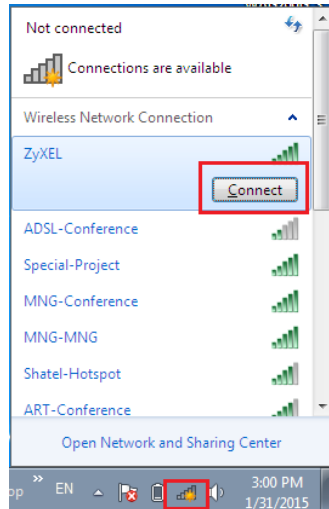 Not connected
Connections are available
Wireless Network Connection
ZyXEL
Connect
ADSL-Conference
Special-Project
MNG-Conference
MNG-MNG
Shatel-Hotspot
ART-Conference
Open Network and Sharing Center
op » EN 3:00 PM
1/31/2015